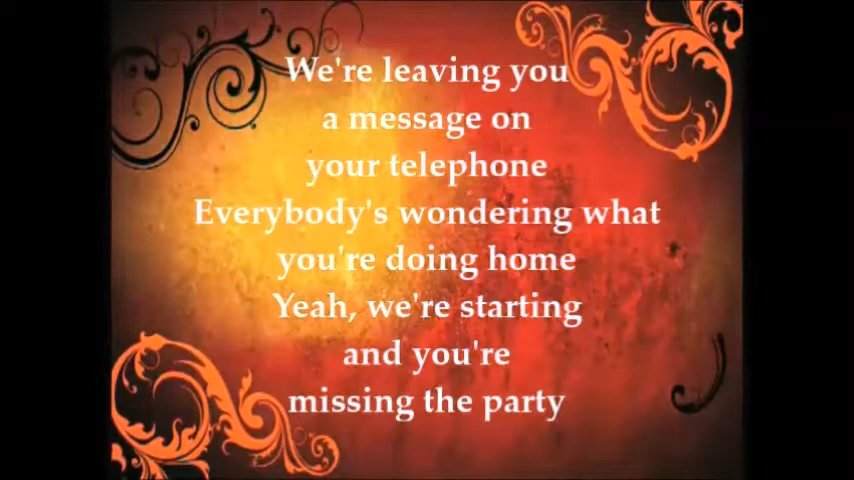 We're leaving you
a message on
your telephone
Everybody's wondering what
you're doing home
Yeah, we're starting
and you're
missing the party